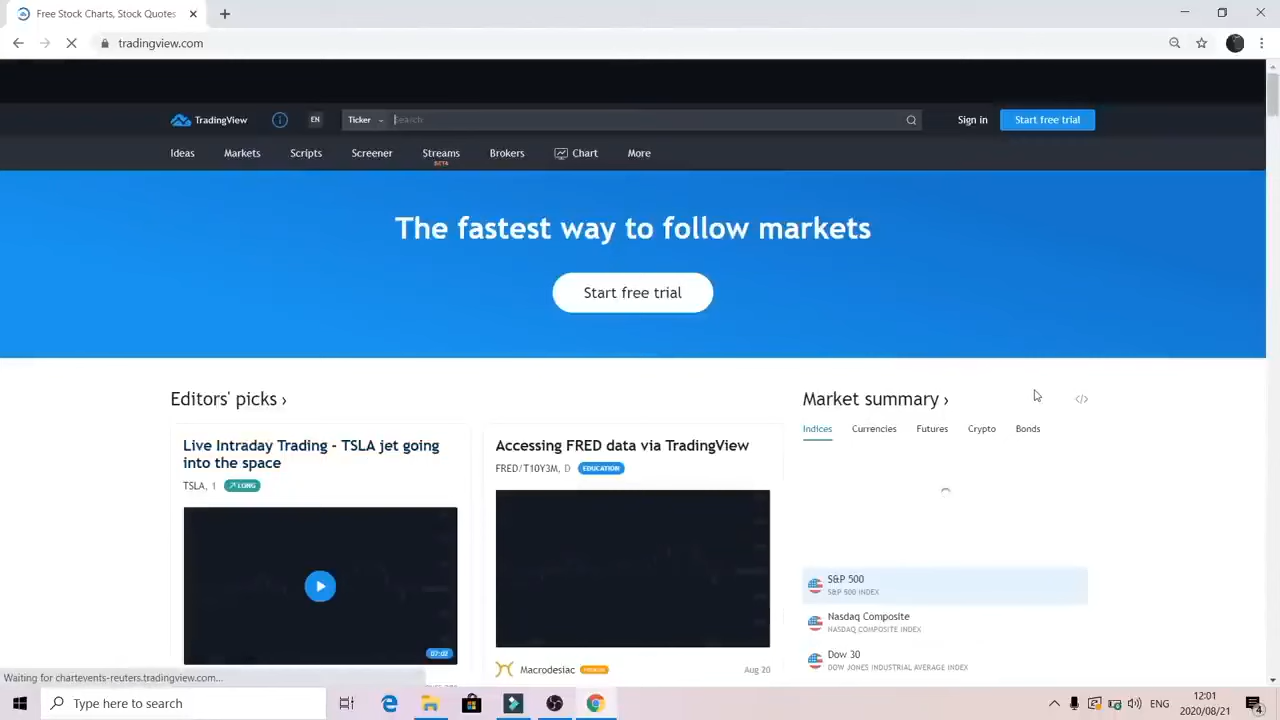 Free Stock Charts, Stock Quotes
tradingview.com
TradingView
EN
Ticker
Search
Sign in
Start free trial
Ideas
Markets
Scripts
Screener
Streams
BETA
Brokers
Chart
More
The fastest way to follow markets
Start free trial
Editors' picks ›
Live Intraday Trading - TSLA jet going
into the space
TSLA, 1
LONG
07:02
Accessing FRED data via TradingView
FRED/T10Y3M, D
EDUCATION
Macrodesiac
PREMIUM
Aug 20
Market summary ›
</>
Indices
Currencies
Futures
Crypto
Bonds
S&P 500
S&P 500 INDEX
Nasdaq Composite
NASDAQ COMPOSITE INDEX
Dow 30
DOW JONES INDUSTRIAL AVERAGE INDEX
Waiting for chartevents-reuters.tradingview.com...
Type here to search
ENG
12:01
2020/08/21
4